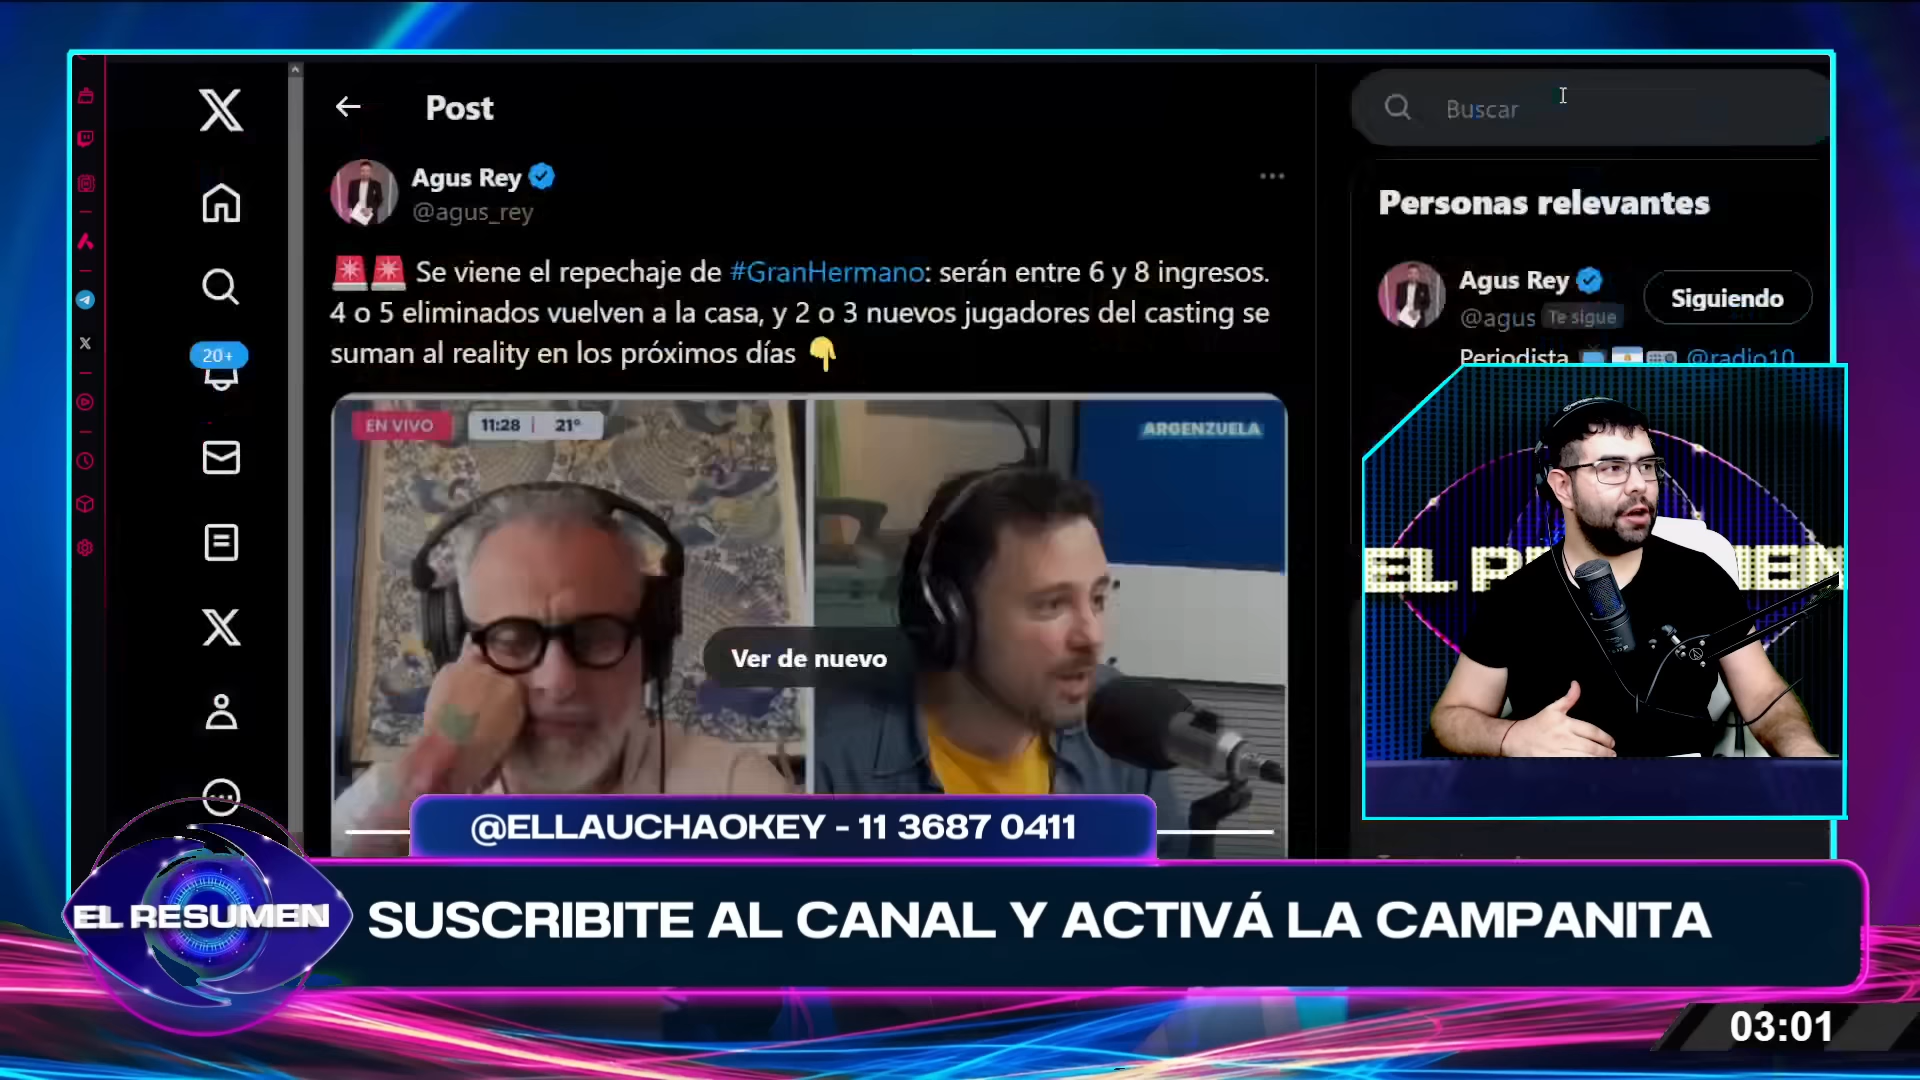 Post
Buscar
Agus Rey
@agus_rey
Se viene el repechaje de #GranHermano: serán entre 6 y 8 ingresos.
4 o 5 eliminados vuelven a la casa, y 2 o 3 nuevos jugadores del casting se
suman al reality en los próximos días
Personas relevantes
Agus Rey
Siguiendo
@agus Te sigue
Periodista @radio10
20+
EN VIVO 11:28 21°
ARGENZUELA
Ver de nuevo
EL
@ELLAUCHAOKEY - 11 3687 0411
EL RESUMEN
SUSCRIBITE AL CANAL Y ACTIVÁ LA CAMPANITA
03:01